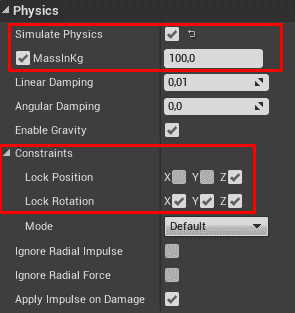 Physics
Simulate Physics
MassInKg 100,0
Linear Damping 0,01
Angular Damping 0,0
Enable Gravity
Constraints
Lock Position X Y Z
Lock Rotation X Y Z
Mode Default
Ignore Radial Impulse
Ignore Radial Force
Apply Impulse on Damage